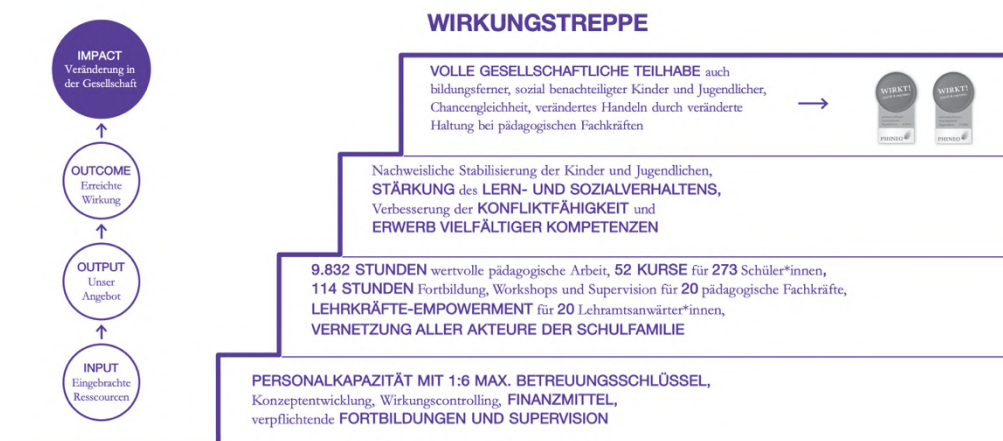 WIRKUNGSTREPPE
IMPACT
Veränderung in
der Gesellschaft
OUTCOME
Erreichte
Wirkung
OUTPUT
Unser
Angebot
INPUT
Eingebrachte
Resscourcen
VOLLE GESELLSCHAFTLICHE TEILHABE auch
bildungsferner, sozial benachteiligter Kinder und Jugendlicher,
Chancengleichheit, verändertes Handeln durch veränderte
Haltung bei pädagogischen Fachkräften
WIRKT!
PHINEO
WIRKT!
PHINEO
Nachweisliche Stabilisierung der Kinder und Jugendlichen,
STÄRKUNG des LERN- UND SOZIALVERHALTENS,
Verbesserung der KONFLIKTFÄHIGKEIT und
ERWERB VIELFÄLTIGER KOMPETENZEN
9.832 STUNDEN wertvolle pädagogische Arbeit, 52 KURSE für 273 Schüler*innen,
114 STUNDEN Fortbildung, Workshops und Supervision für 20 pädagogische Fachkräfte,
LEHRKRÄFTE-EMPOWERMENT für 20 Lehramtsanwärter*innen,
VERNETZUNG ALLER AKTEURE DER SCHULFAMILIE
PERSONALKAPAZITÄT MIT 1:6 MAX. BETREUUNGSSCHLÜSSEL,
Konzeptentwicklung, Wirkungscontrolling, FINANZMITTEL,
verpflichtende FORTBILDUNGEN UND SUPERVISION